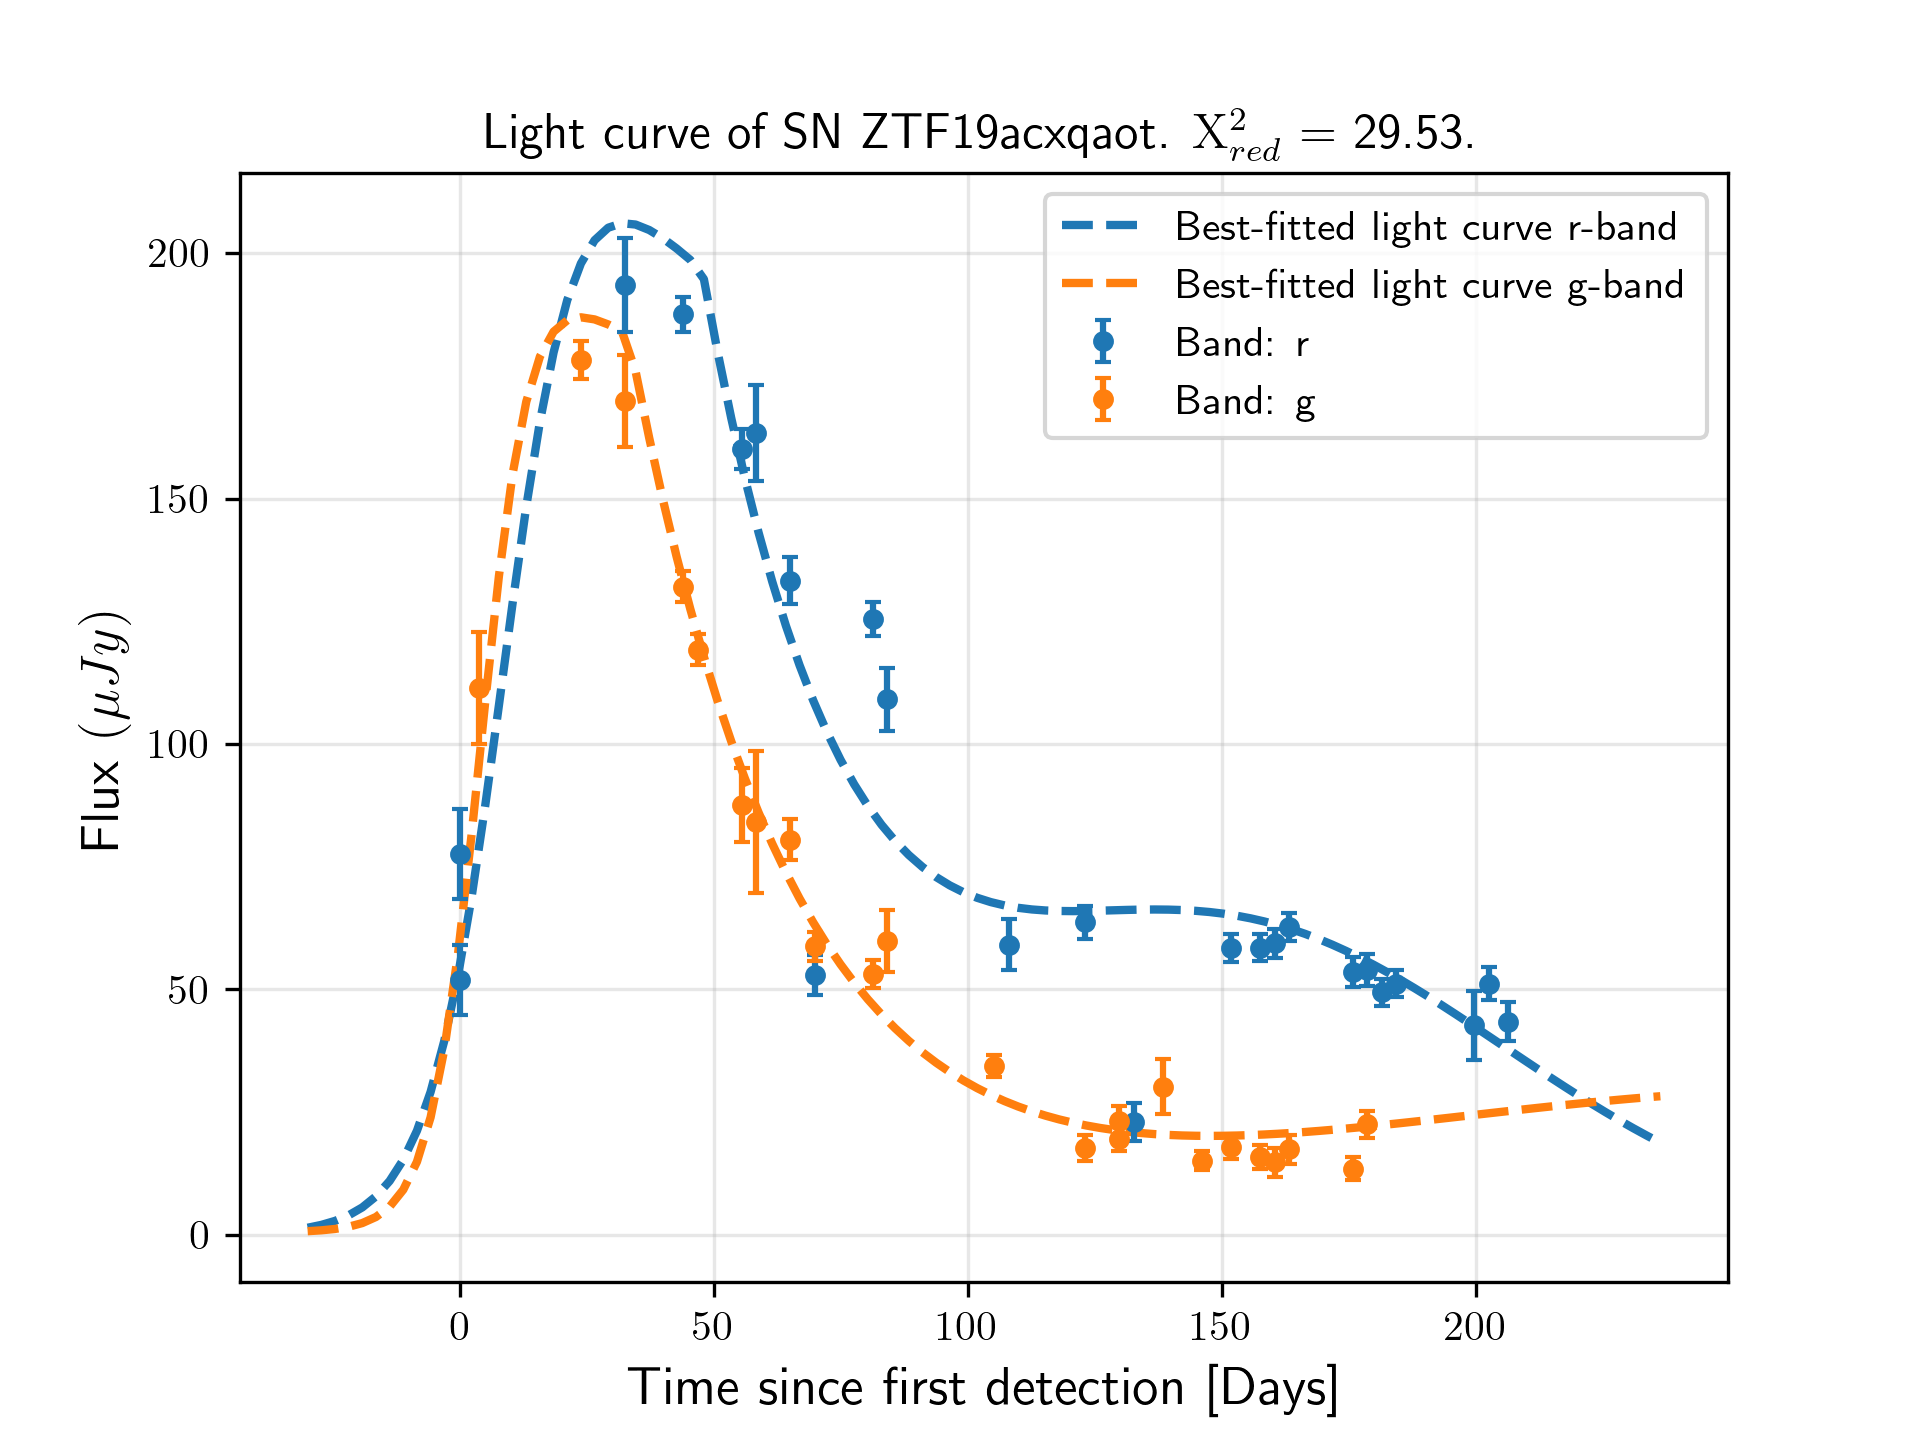 Light curve of SN ZTF19acxqaot. X²_red = 29.53.
Best-fitted light curve r-band
Best-fitted light curve g-band
Band: r
Band: g
Flux (μJy)
200
150
100
50
0
0 50 100 150 200
Time since first detection [Days]